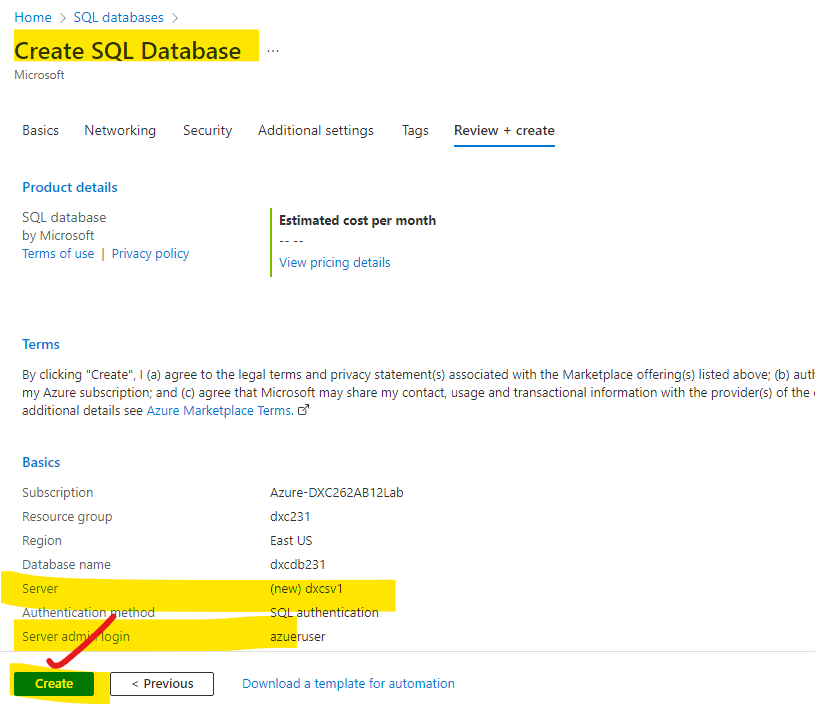 Home > SQL databases >
Create SQL Database ...
Microsoft
Basics Networking Security Additional settings Tags Review + create
Product details
SQL database
by Microsoft
Terms of use | Privacy policy
Estimated cost per month
-- --
View pricing details
Terms
By clicking "Create", I (a) agree to the legal terms and privacy statement(s) associated with the Marketplace offering(s) listed above; (b)
my Azure subscription; and (c) agree that Microsoft may share my contact, usage and transactional information with the provider(s) of the
additional details see Azure Marketplace Terms.
Basics
Subscription Azure-DXC262AB12Lab
Resource group dxc231
Region East US
Database name dxcdb231
Server (new) dxcsv1
Authentication method SQL authentication
Server admin login azueruser
Create < Previous Download a template for automation